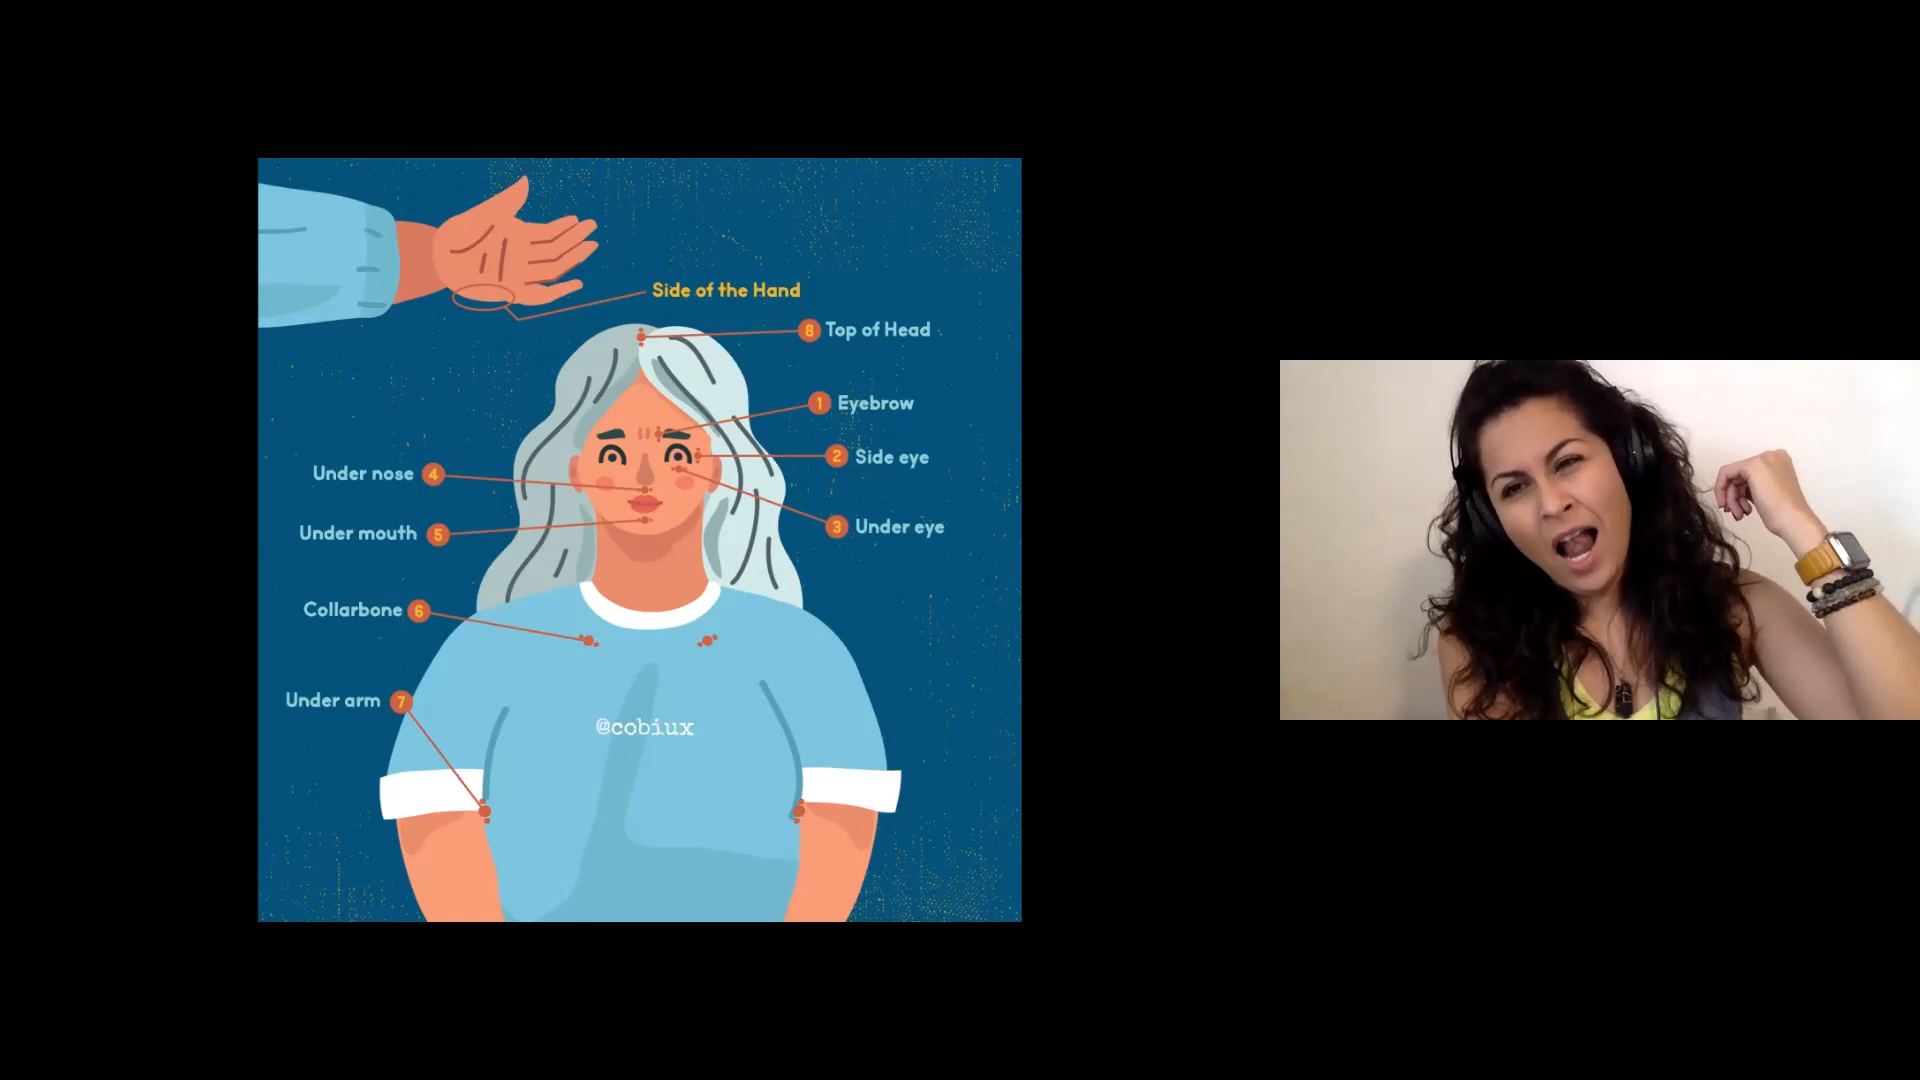 Side of the Hand
8 Top of Head
1 Eyebrow
2 Side eye
Under nose 4
3 Under eye
Under mouth 5
Collarbone 6
Under arm 7
@cobiux